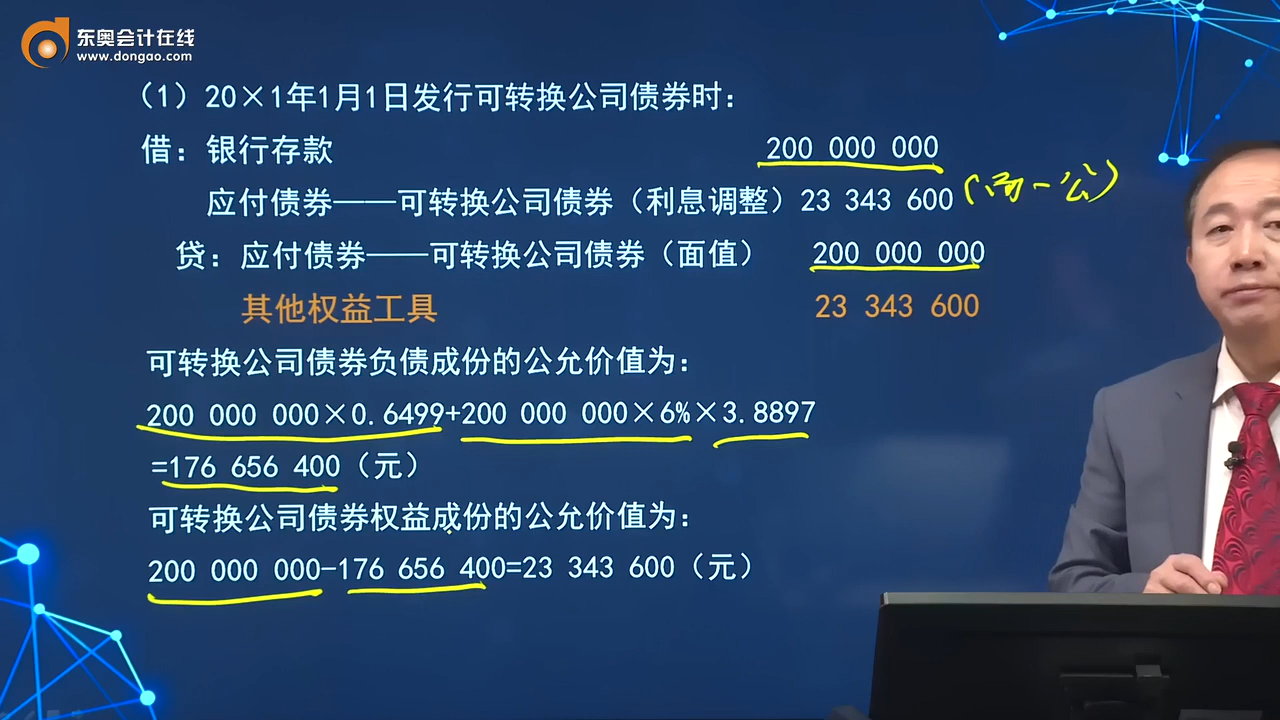 东奥会计在线
www.dongao.com
（1）20×1年1月1日发行可转换公司债券时：
借：银行存款 200 000 000
应付债券——可转换公司债券（利息调整）23 343 600（面-公）
贷：应付债券——可转换公司债券（面值） 200 000 000
其他权益工具 23 343 600
可转换公司债券负债成份的公允价值为：
200 000 000×0.6499+200 000 000×6%×3.8897
=176 656 400（元）
可转换公司债券权益成份的公允价值为：
200 000 000-176 656 400=23 343 600（元）